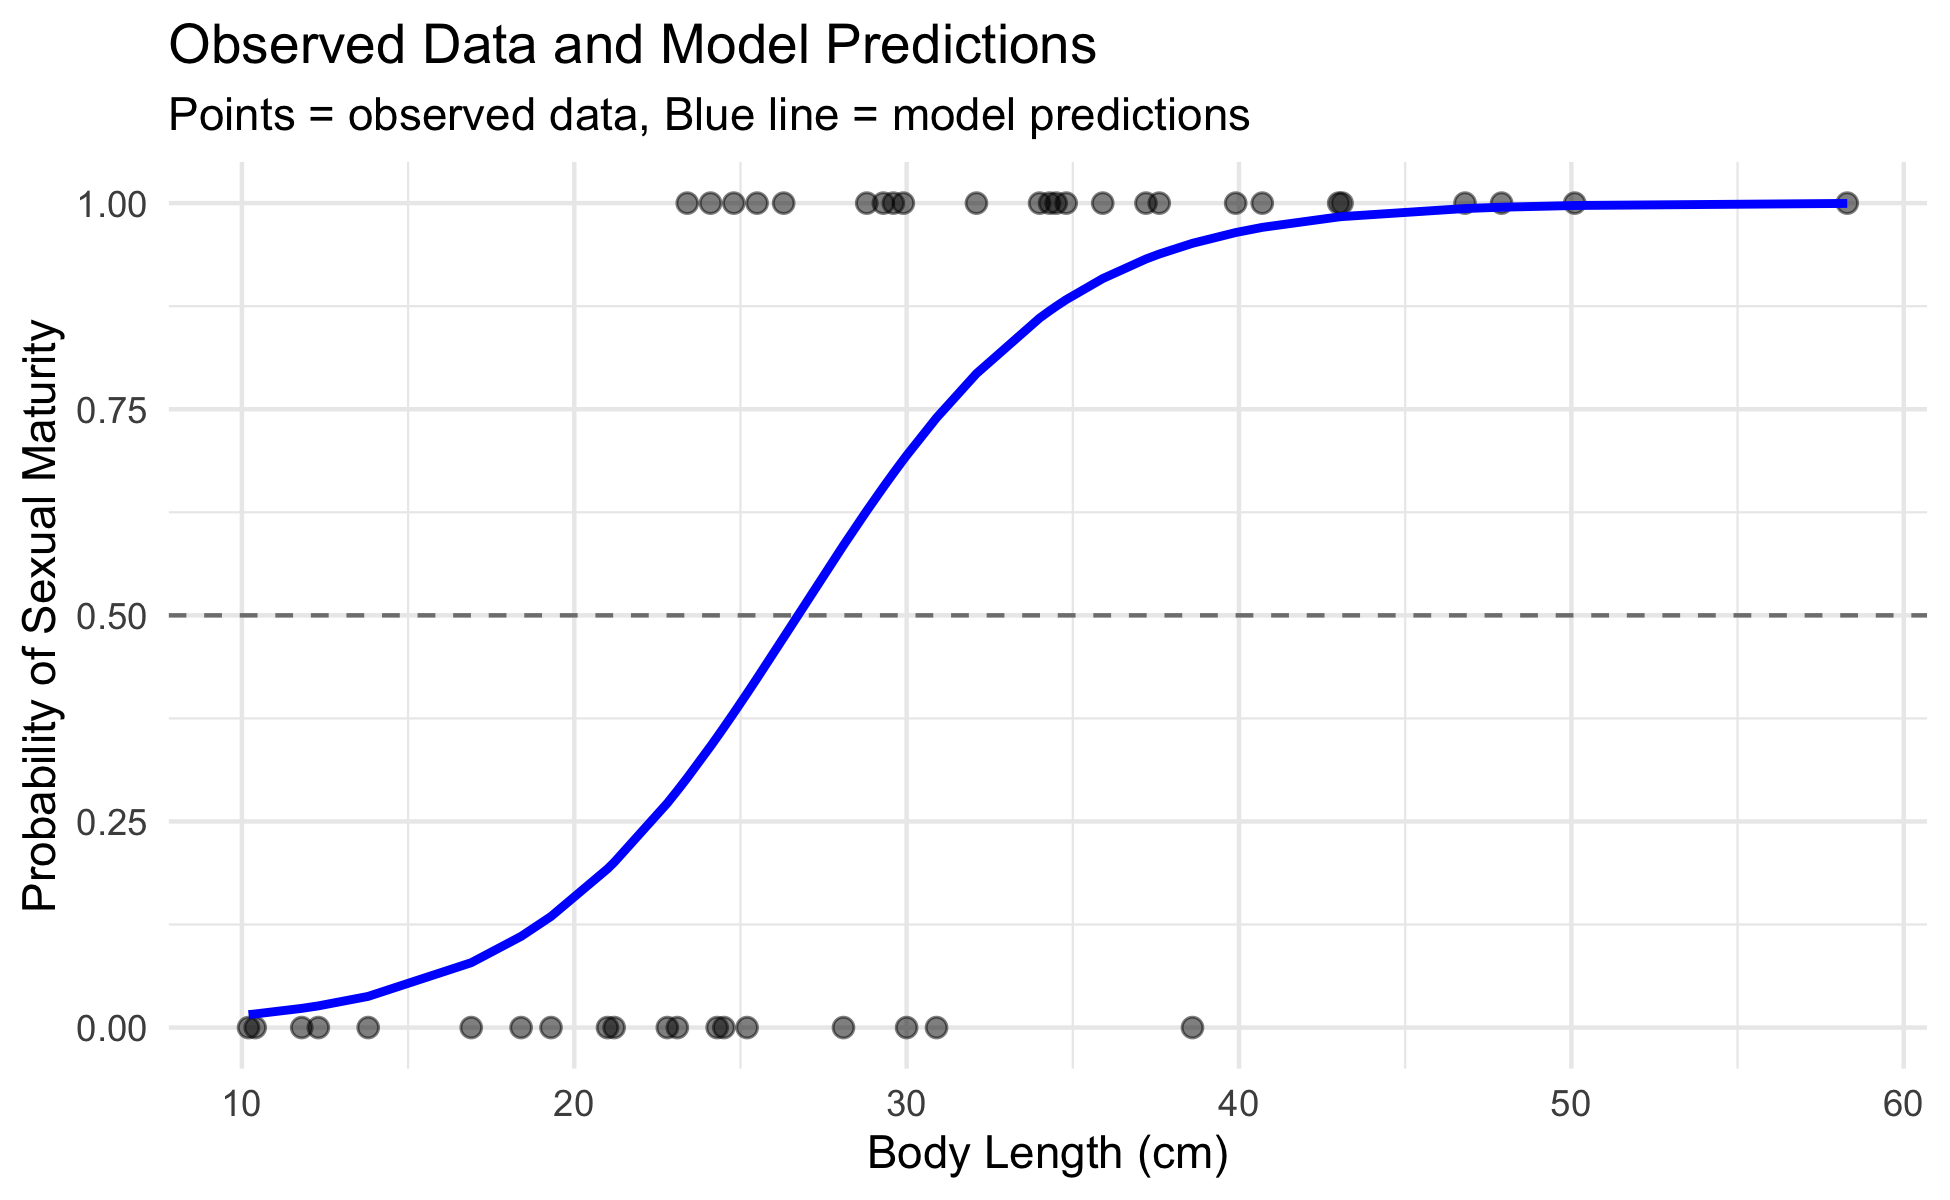 Observed Data and Model Predictions
Points = observed data, Blue line = model predictions
Probability of Sexual Maturity
1.00
0.75
0.50
0.25
0.00
10 20 30 40 50 60
Body Length (cm)